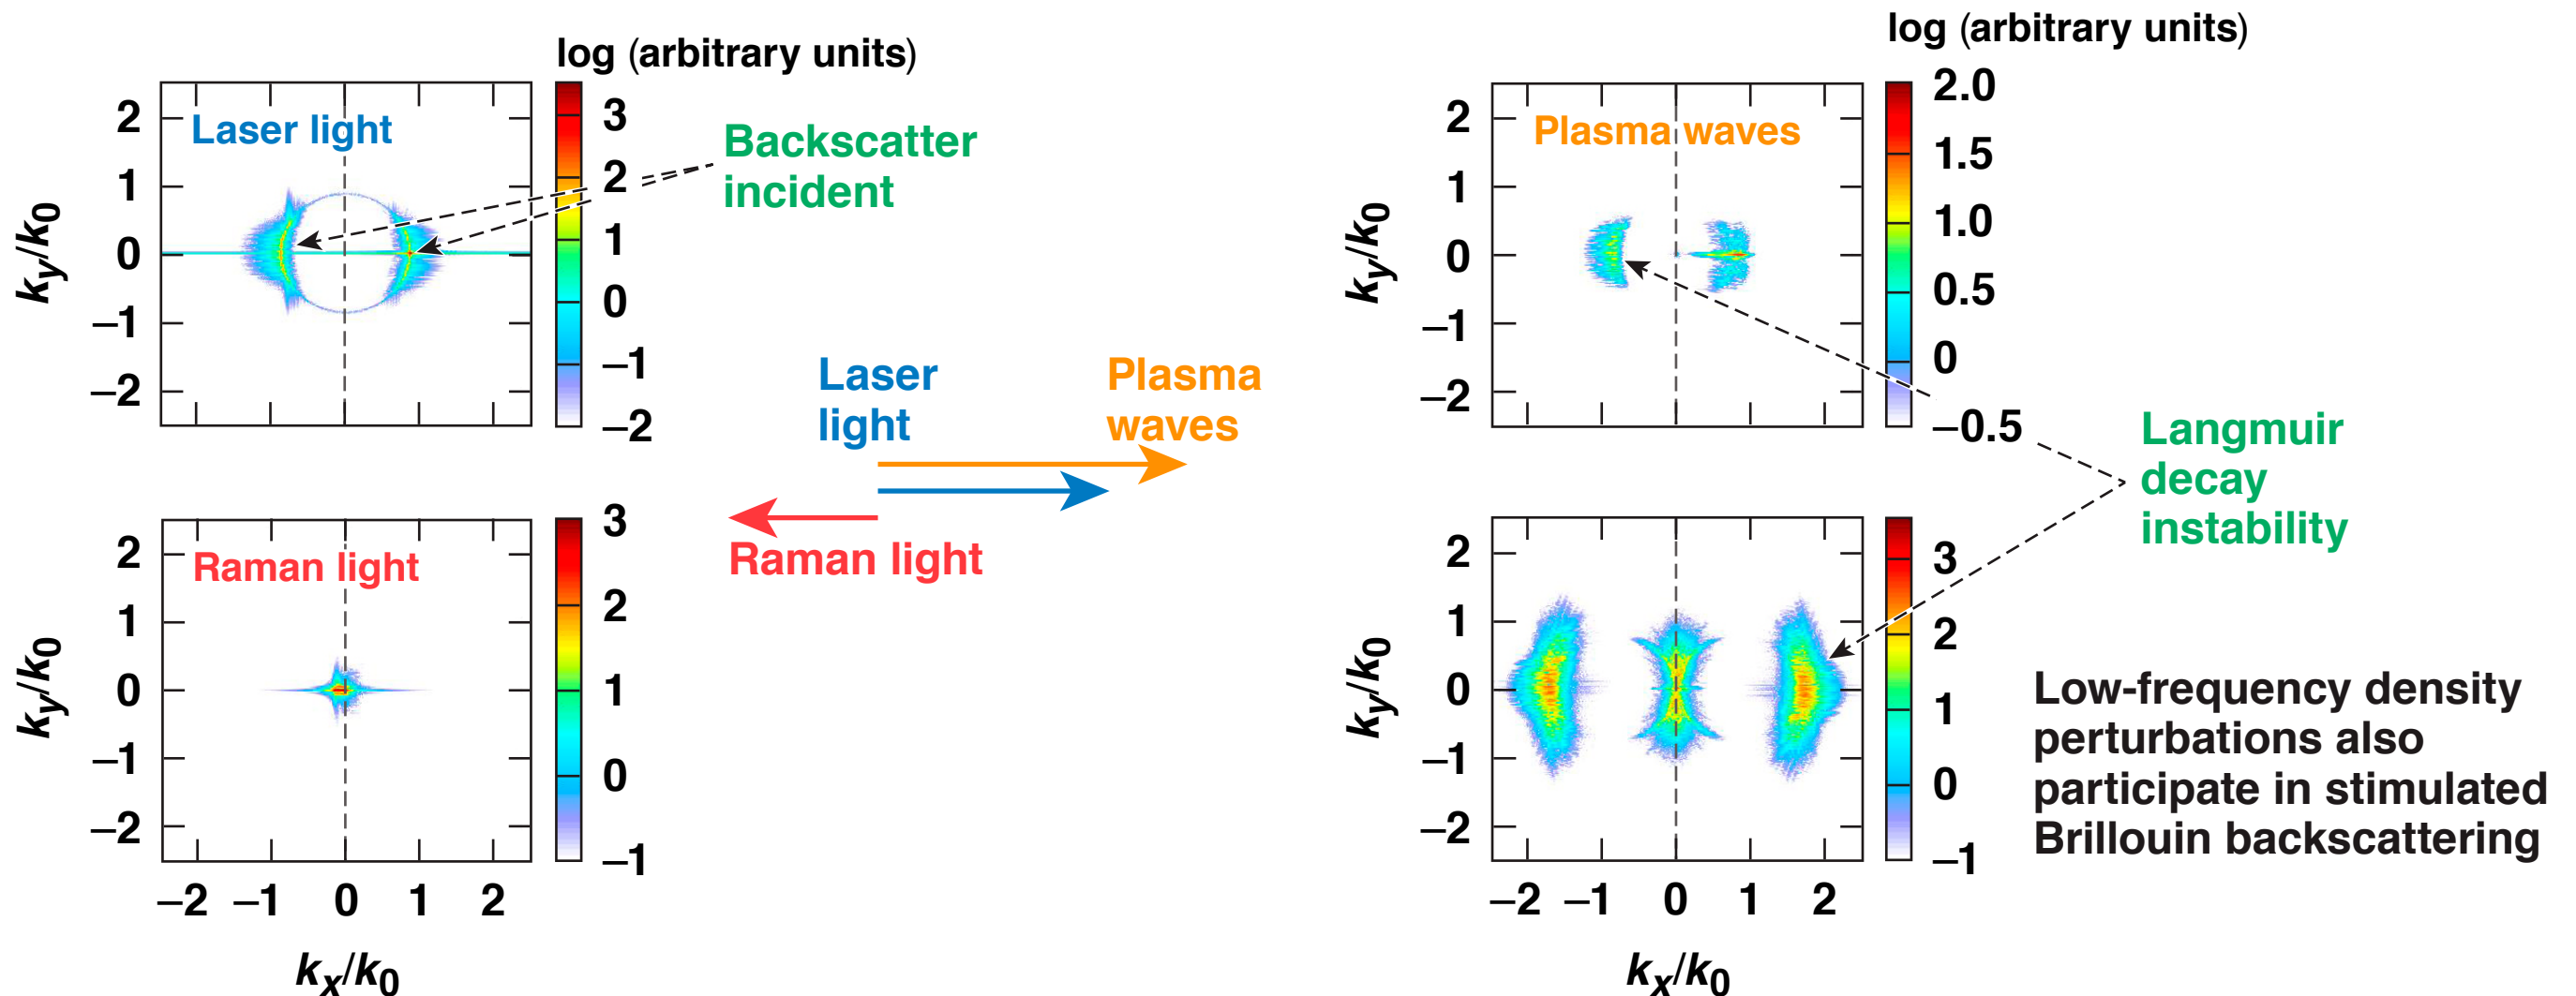 log (arbitrary units)
Laser light
2
1
0
–1
–2
ky/k0
3
2
1
0
–1
–2
Backscatter
incident
Raman light
2
1
0
–1
–2
ky/k0
–2 –1 0 1 2
kx/k0
3
2
1
0
–1
Laser
light
Plasma
waves
Raman light
log (arbitrary units)
Plasma waves
2
1
0
–1
–2
ky/k0
2.0
1.5
1.0
0.5
0
–0.5
Langmuir
decay
instability
2
1
0
–1
–2
ky/k0
–2 –1 0 1 2
kx/k0
3
2
1
0
–1
Low-frequency density
perturbations also
participate in stimulated
Brillouin backscattering